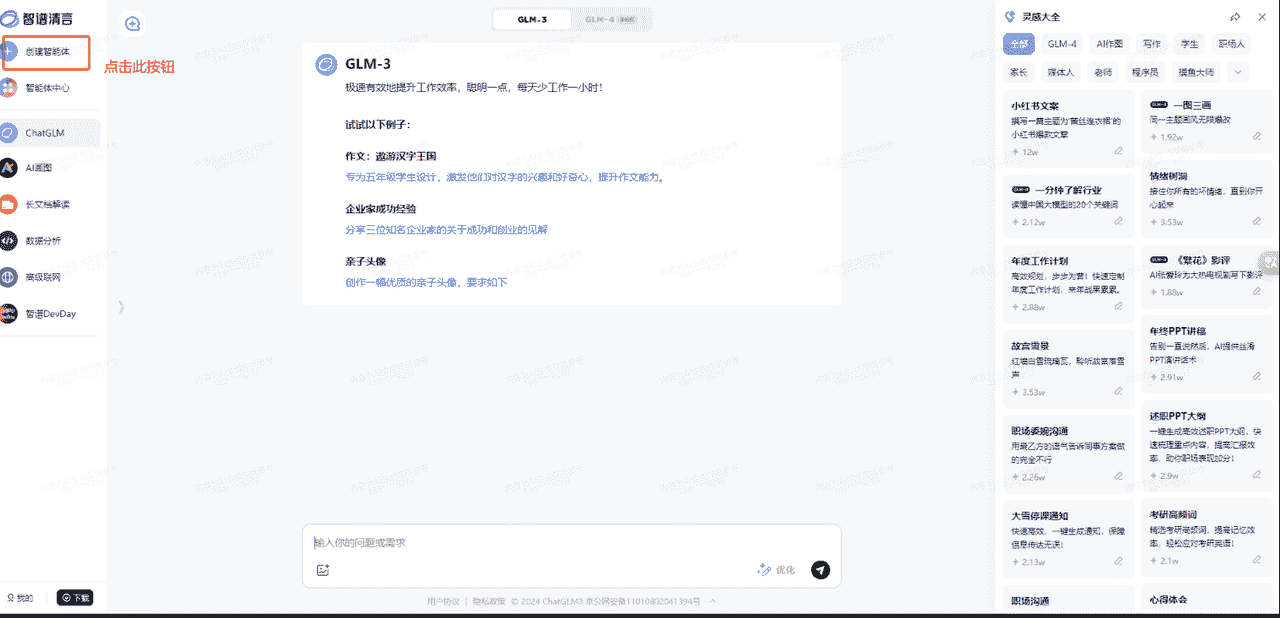 智谱清言
创建智能体
点击此按钮
智能体中心
ChatGLM
AI画图
长文档解读
数据分析
高级联网
智谱DevDay
我的
下载
GLM-3
GLM-4
GLM-3
极速有效地提升工作效率，聪明一点，每天少工作一小时！
试试以下例子：
作文：遨游汉字王国
专为五年级学生设计，激发他们对汉字的兴趣和好奇心，提升作文能力。
企业家成功经验
分享三位知名企业家的关于成功和创业的见解
亲子头像
创作一幅优质的亲子头像，要求如下
输入你的问题或需求
优化
用户协议 | 隐私政策 © 2024 ChatGLM3 京公网安备11010802041394号
灵感大全
全部
GLM-4
AI作图
写作
学生
职场人
家长
媒体人
老师
程序员
摸鱼大师
小红书文案
撰写一篇主题为'蕾丝连衣裙'的
小红书爆款文章
12w
GLM-4 一分钟了解行业
读懂中国大模型的20个关键词
2.12w
年度工作计划
高效规划，步步为营！快速定制
年度工作计划，来年战果累累。
2.88w
故宫雪景
红墙白雪琉璃瓦，聆听故宫落雪
声
3.53w
职场委婉沟通
用最乙方的语气告诉同事方案做
的完全不行
2.26w
大雪停课通知
快速高效，一键生成通知，保障
信息传达无误！
2.13w
职场沟通
GLM-4 一图三画
同一主题画风无限爆改
1.92w
情绪树洞
接住你所有的坏情绪，直到你开
心起来
3.53w
GLM-4 《繁花》影评
AI张爱玲为大热电视剧写下影评
1.88w
年终PPT讲稿
告别一直说然后，AI提供丝滑
PPT演讲话术
2.91w
述职PPT大纲
一键生成高效述职PPT大纲，快
速梳理重点内容，提高汇报效
率，助你职场表现加分！
2.9w
考研高频词
精选考研高频词，提高记忆效
率，轻松应对考研英语！
2.1w
心得体会